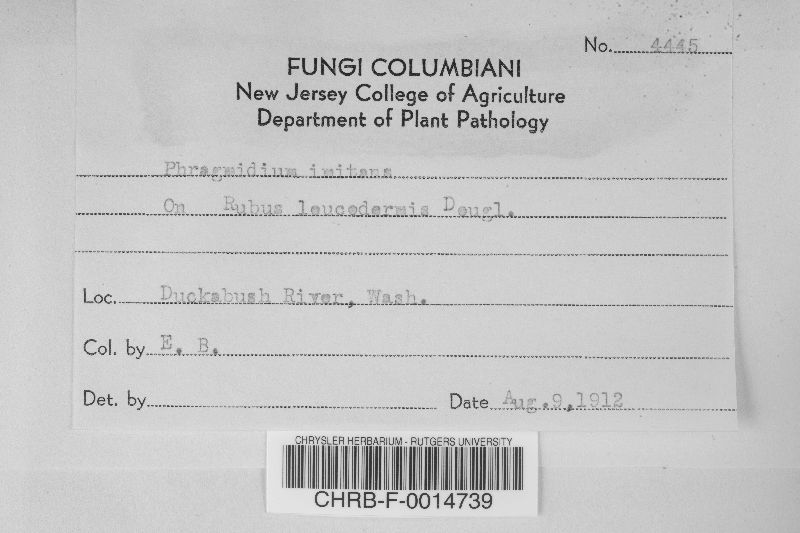 No. 4445
FUNGI COLUMBIANI
New Jersey College of Agriculture
Department of Plant Pathology
Phragmidium imitans
On Rubus leucodermis Dougl.
Loc. Duckabush River, Wash.
Col. by E. B.
Det. by
Date Aug.9,1912
CHRYSLER HERBARIUM - RUTGERS UNIVERSITY
CHRB-F-0014739